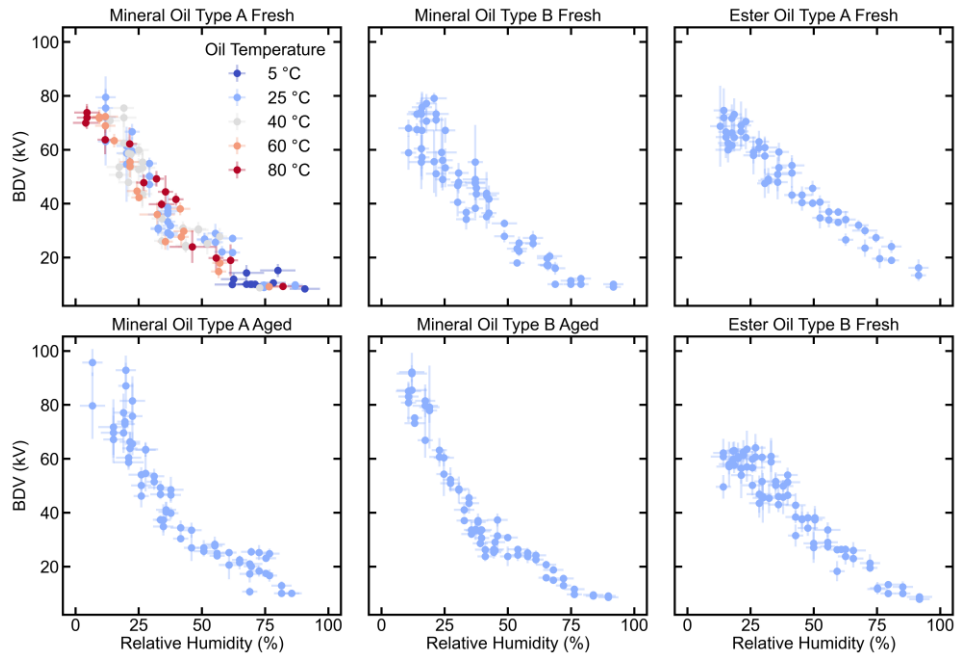 Mineral Oil Type A Fresh
Mineral Oil Type B Fresh
Ester Oil Type A Fresh
BDV (kV)
100
80
60
40
20
Oil Temperature
5 °C
25 °C
40 °C
60 °C
80 °C
Mineral Oil Type A Aged
Mineral Oil Type B Aged
Ester Oil Type B Fresh
BDV (kV)
100
80
60
40
20
0 25 50 75 100
0 25 50 75 100
0 25 50 75 100
Relative Humidity (%)
Relative Humidity (%)
Relative Humidity (%)